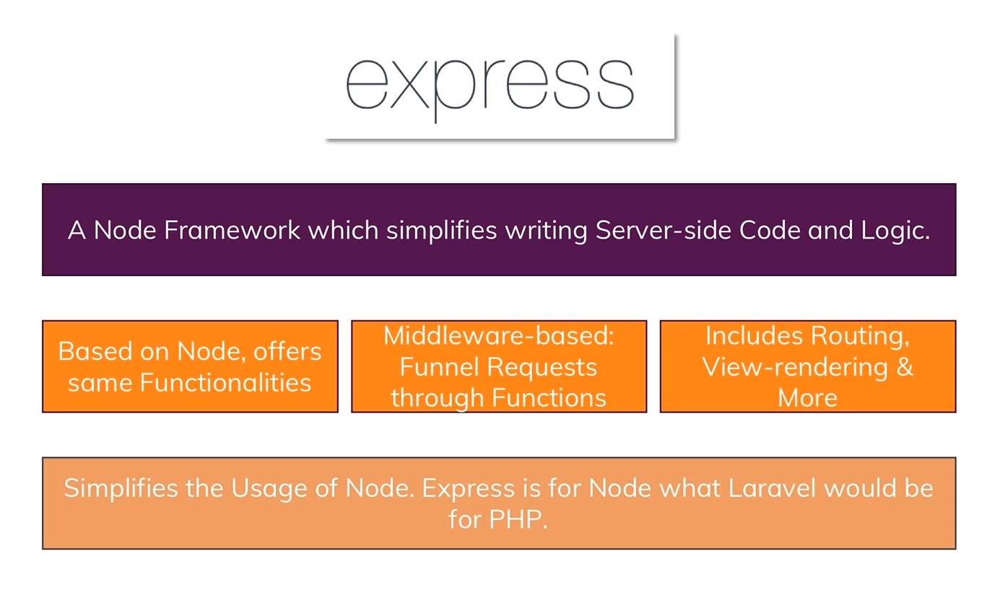 express
A Node Framework which simplifies writing Server-side Code and Logic.
Based on Node, offers
same Functionalities
Middleware-based:
Funnel Requests
through Functions
Includes Routing,
View-rendering &
More
Simplifies the Usage of Node. Express is for Node what Laravel would be
for PHP.